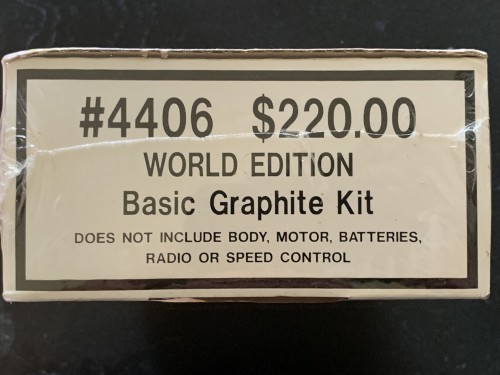 #4406 $220.00
WORLD EDITION
Basic Graphite Kit
DOES NOT INCLUDE BODY, MOTOR, BATTERIES,
RADIO OR SPEED CONTROL